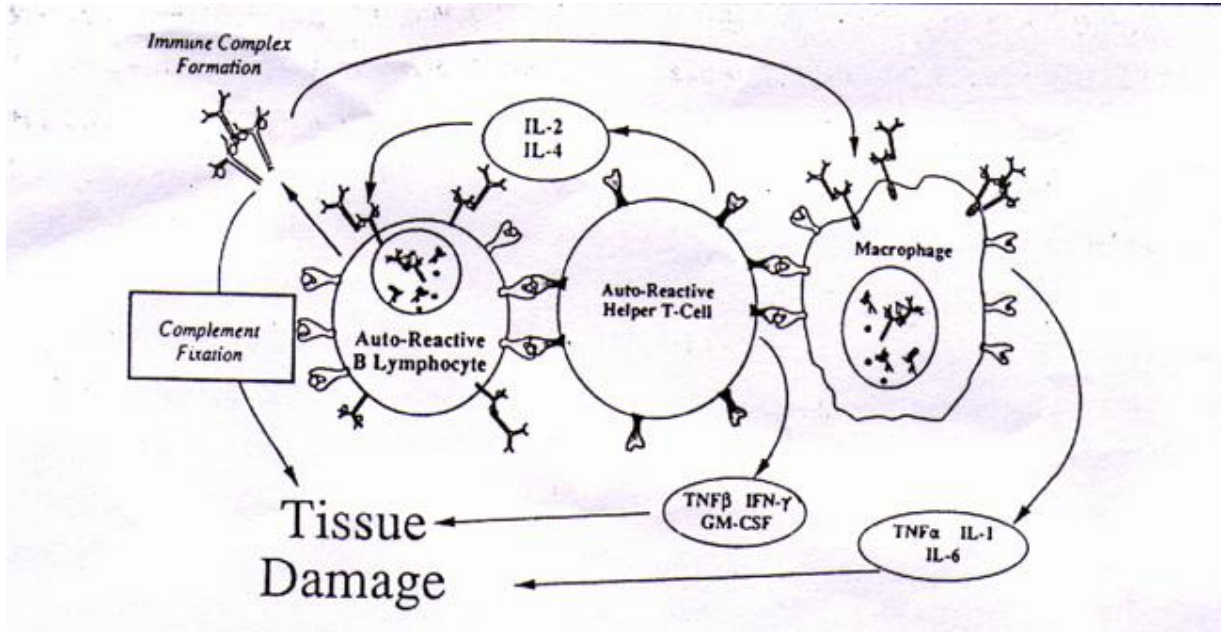 Immune Complex
Formation
IL-2
IL-4
Macrophage
Auto-Reactive
Helper T-Cell
Complement
Fixation
Auto-Reactive
B Lymphocyte
TNFβ IFN-γ
GM-CSF
TNFα IL-1
IL-6
Tissue
Damage